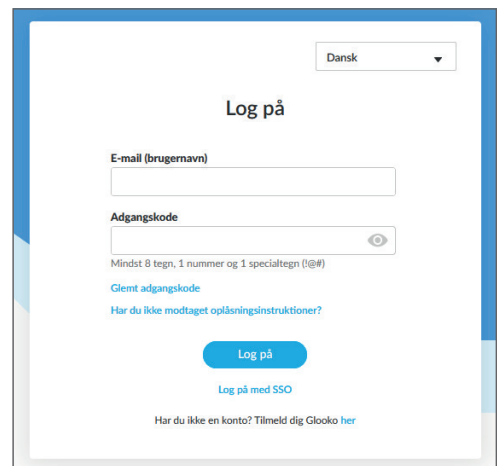 Dansk
Log på
E-mail (brugernavn)
Adgangskode
Mindst 8 tegn, 1 nummer og 1 specialtegn (!@#)
Glemt adgangskode
Har du ikke modtaget oplåsningsinstruktioner?
Log på
Log på med SSO
Har du ikke en konto? Tilmeld dig Glooko her